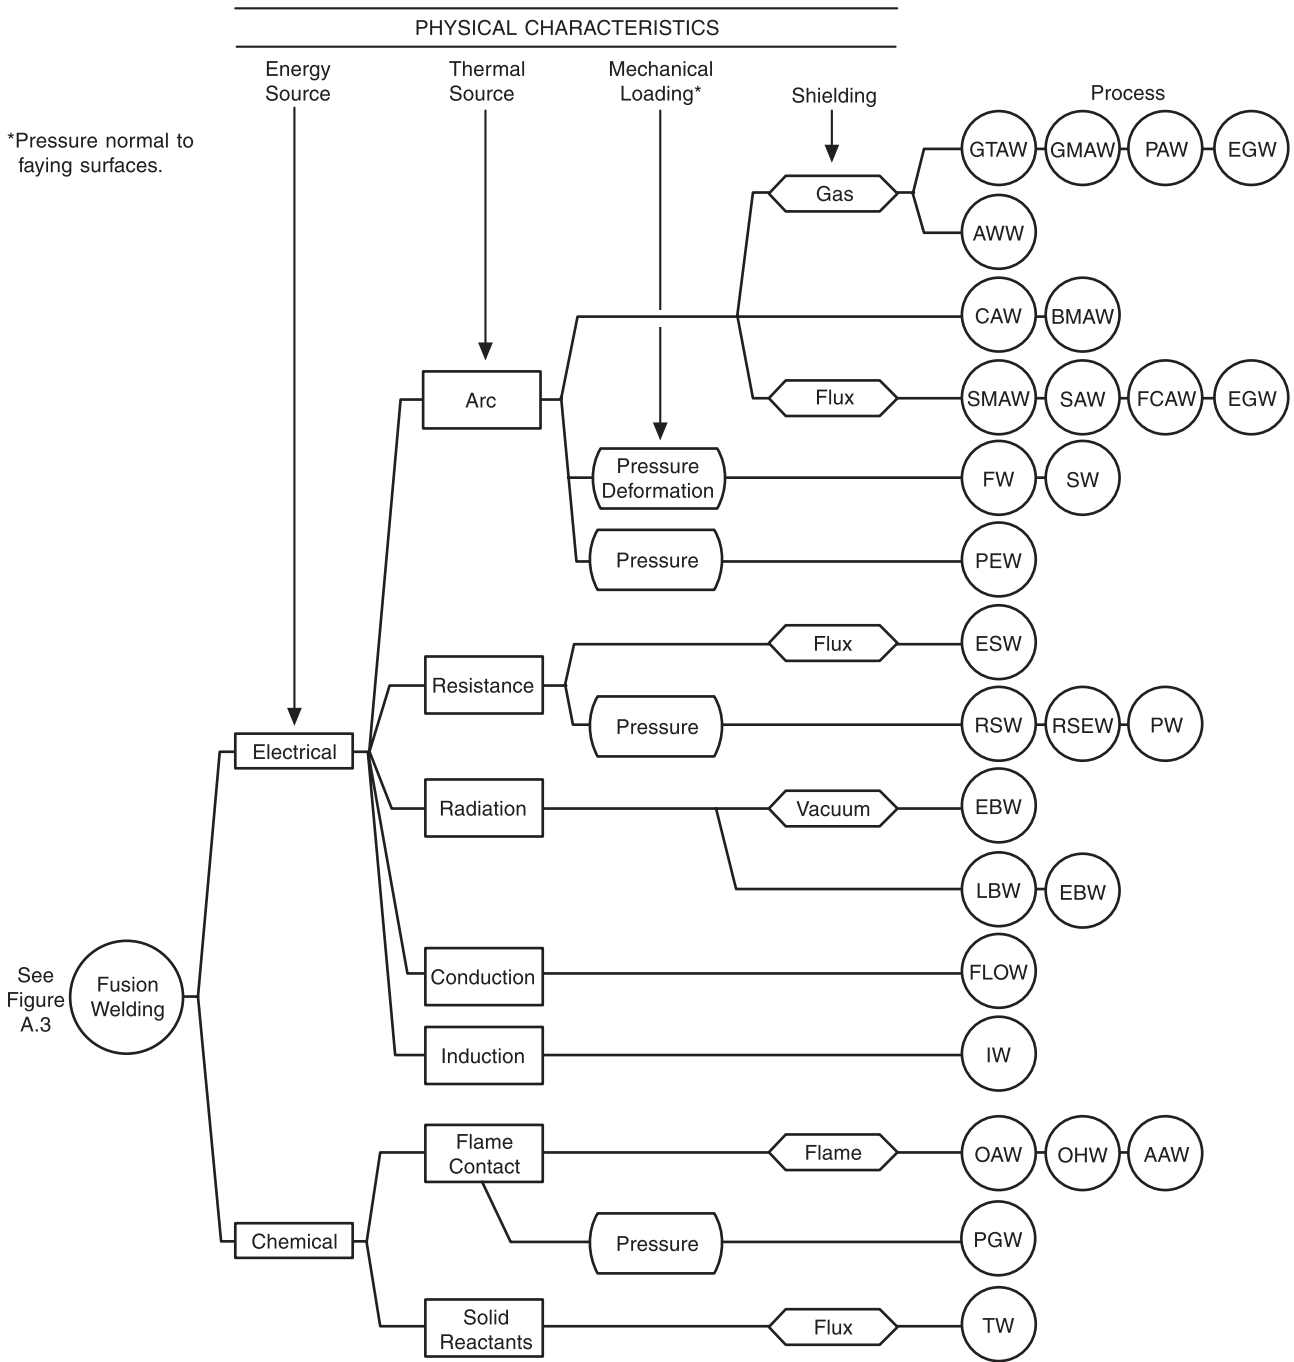 PHYSICAL CHARACTERISTICS
Energy
Source
Thermal
Source
Mechanical
Loading*
Shielding
Process
*Pressure normal to
faying surfaces.
GTAW
GMAW
PAW
EGW
Gas
AWW
CAW
BMAW
Arc
Flux
SMAW
SAW
FCAW
EGW
Pressure
Deformation
FW
SW
Pressure
PEW
Flux
ESW
Resistance
Pressure
RSW
RSEW
PW
Electrical
Radiation
Vacuum
EBW
LBW
EBW
See
Figure
A.3
Fusion
Welding
Conduction
FLOW
Induction
IW
Flame
Contact
Flame
OAW
OHW
AAW
Chemical
Pressure
PGW
Solid
Reactants
Flux
TW